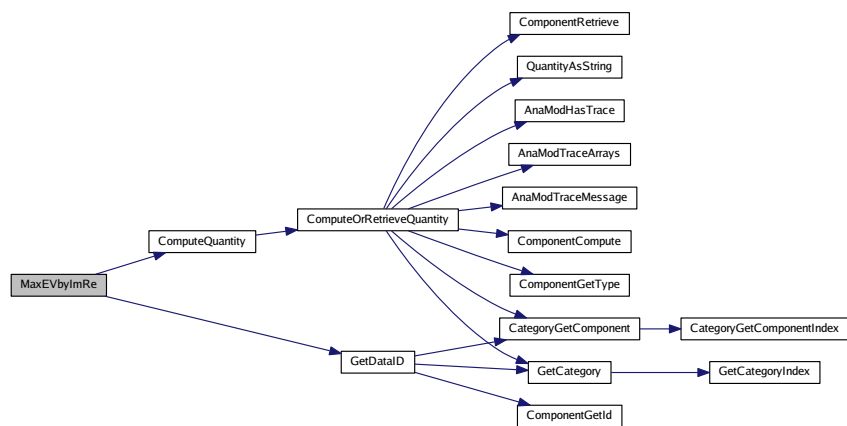 ComponentRetrieve
QuantityAsString
AnaModHasTrace
AnaModTraceArrays
AnaModTraceMessage
ComputeOrRetrieveQuantity
ComputeQuantity
ComponentCompute
MaxEVbyImRe
ComponentGetType
CategoryGetComponent
CategoryGetComponentIndex
GetDataID
GetCategory
GetCategoryIndex
ComponentGetId